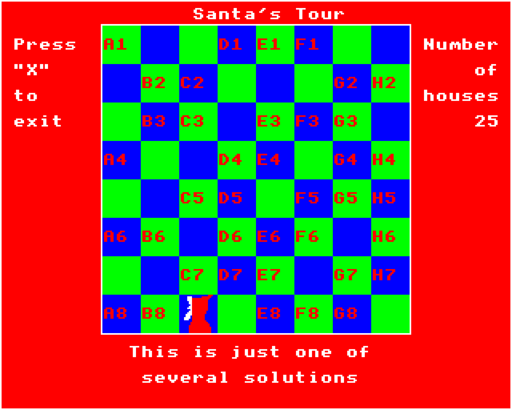 Santa's Tour
Press
"X"
to
exit
Number
of
houses
25
A1 D1 E1 F1
B2 C2 G2 H2
B3 C3 E3 F3 G3
A4 D4 E4 G4 H4
C5 D5 F5 G5 H5
A6 B6 D6 E6 F6 H6
C7 D7 E7 G7 H7
A8 B8 E8 F8 G8
This is just one of
several solutions